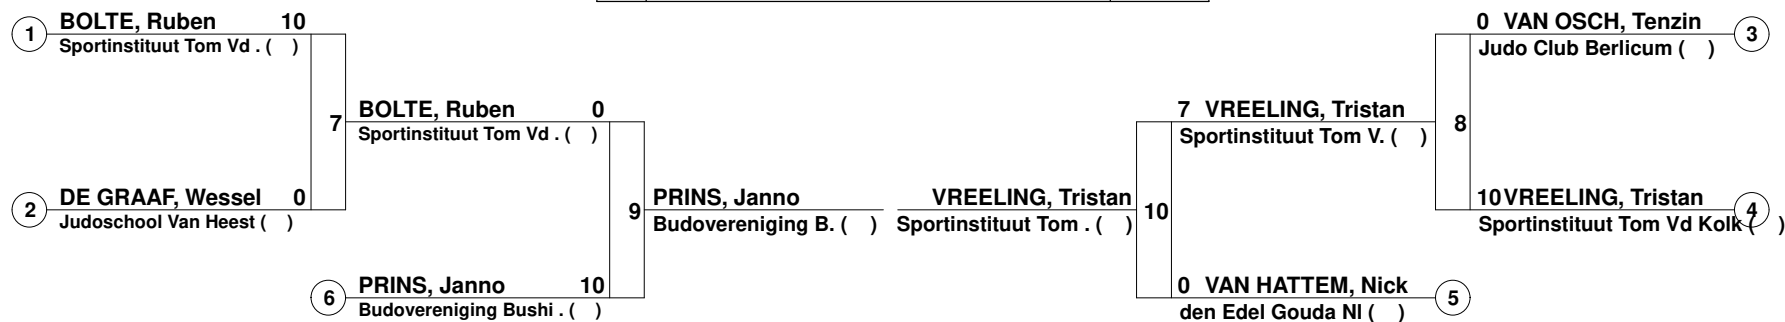 BOLTE, Ruben 10
1
Sportinstituut Tom Vd . ( )
7
BOLTE, Ruben 0
Sportinstituut Tom Vd . ( )
DE GRAAF, Wessel 0
2
Judoschool Van Heest ( )
9
PRINS, Janno
Budovereniging B. ( )
PRINS, Janno 10
6
Budovereniging Bushi . ( )
0 VAN OSCH, Tenzin
3
Judo Club Berlicum ( )
7 VREELING, Tristan
8
Sportinstituut Tom V. ( )
VREELING, Tristan
10
Sportinstituut Tom . ( )
10 VREELING, Tristan
4
Sportinstituut Tom Vd Kolk ( )
0 VAN HATTEM, Nick
5
den Edel Gouda Nl ( )